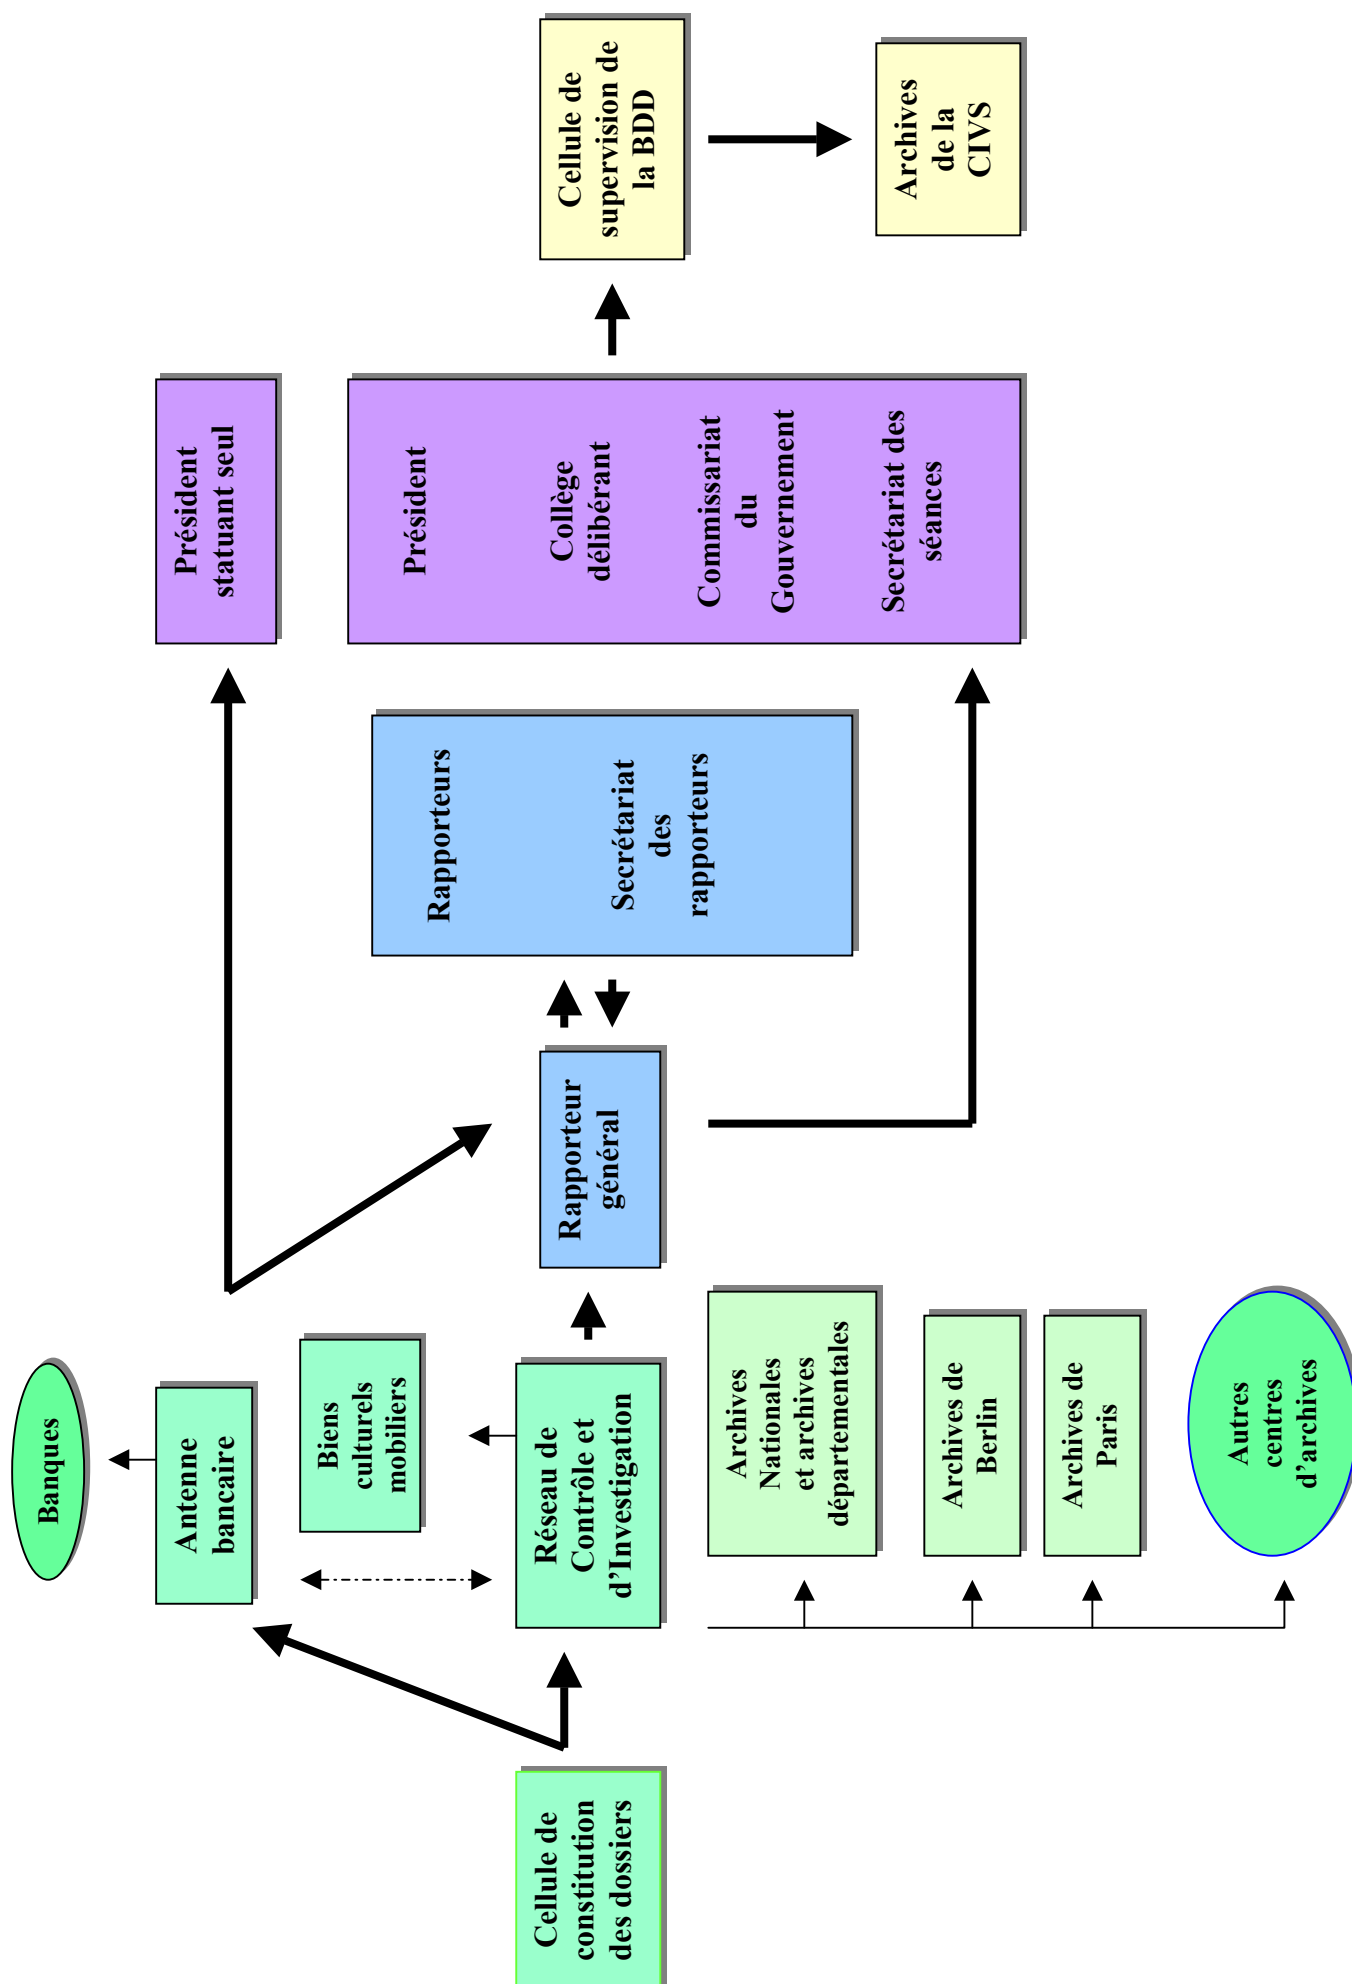 Cellule de
constitution
des dossiers
Banques
Antenne
bancaire
Biens
culturels
mobiliers
Réseau de
Contrôle et
d'Investigation
Archives
Nationales
et archives
départementales
Archives de
Berlin
Archives de
Paris
Autres
centres
d'archives
Rapporteur
général
Rapporteurs
Secrétariat
des
rapporteurs
Président
statuant seul
Président
Collège
délibérant
Commissariat
du
Gouvernement
Secrétariat des
séances
Cellule de
supervision de
la BDD
Archives
de la
CIVS